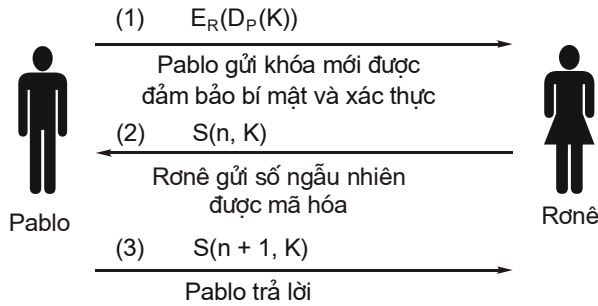 (1) E_R(D_P(K))
Pablo gửi khóa mới được
đảm bảo bí mật và xác thực
(2) S(n, K)
Rơnê gửi số ngẫu nhiên
được mã hóa
Pablo
Rơnê
(3) S(n + 1, K)
Pablo trả lời